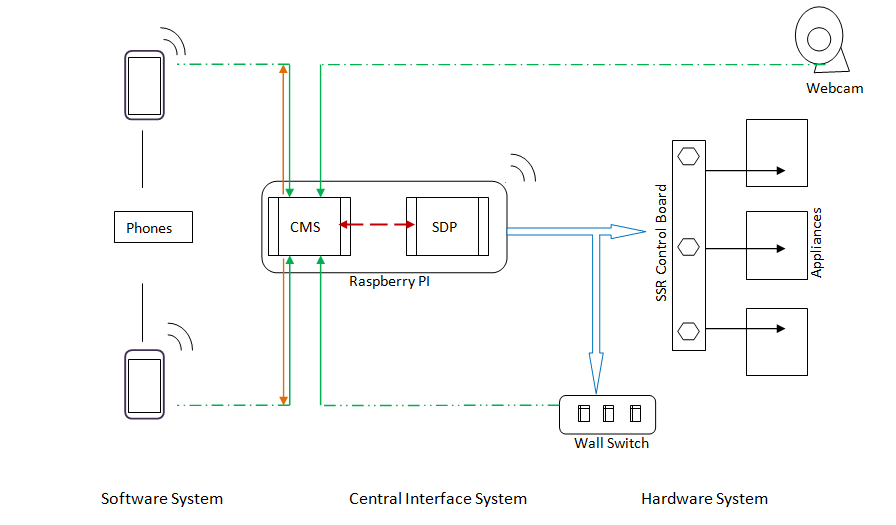 Webcam
Phones
CMS
SDP
Raspberry PI
SSR Control Board
Appliances
Wall Switch
Software System
Central Interface System
Hardware System